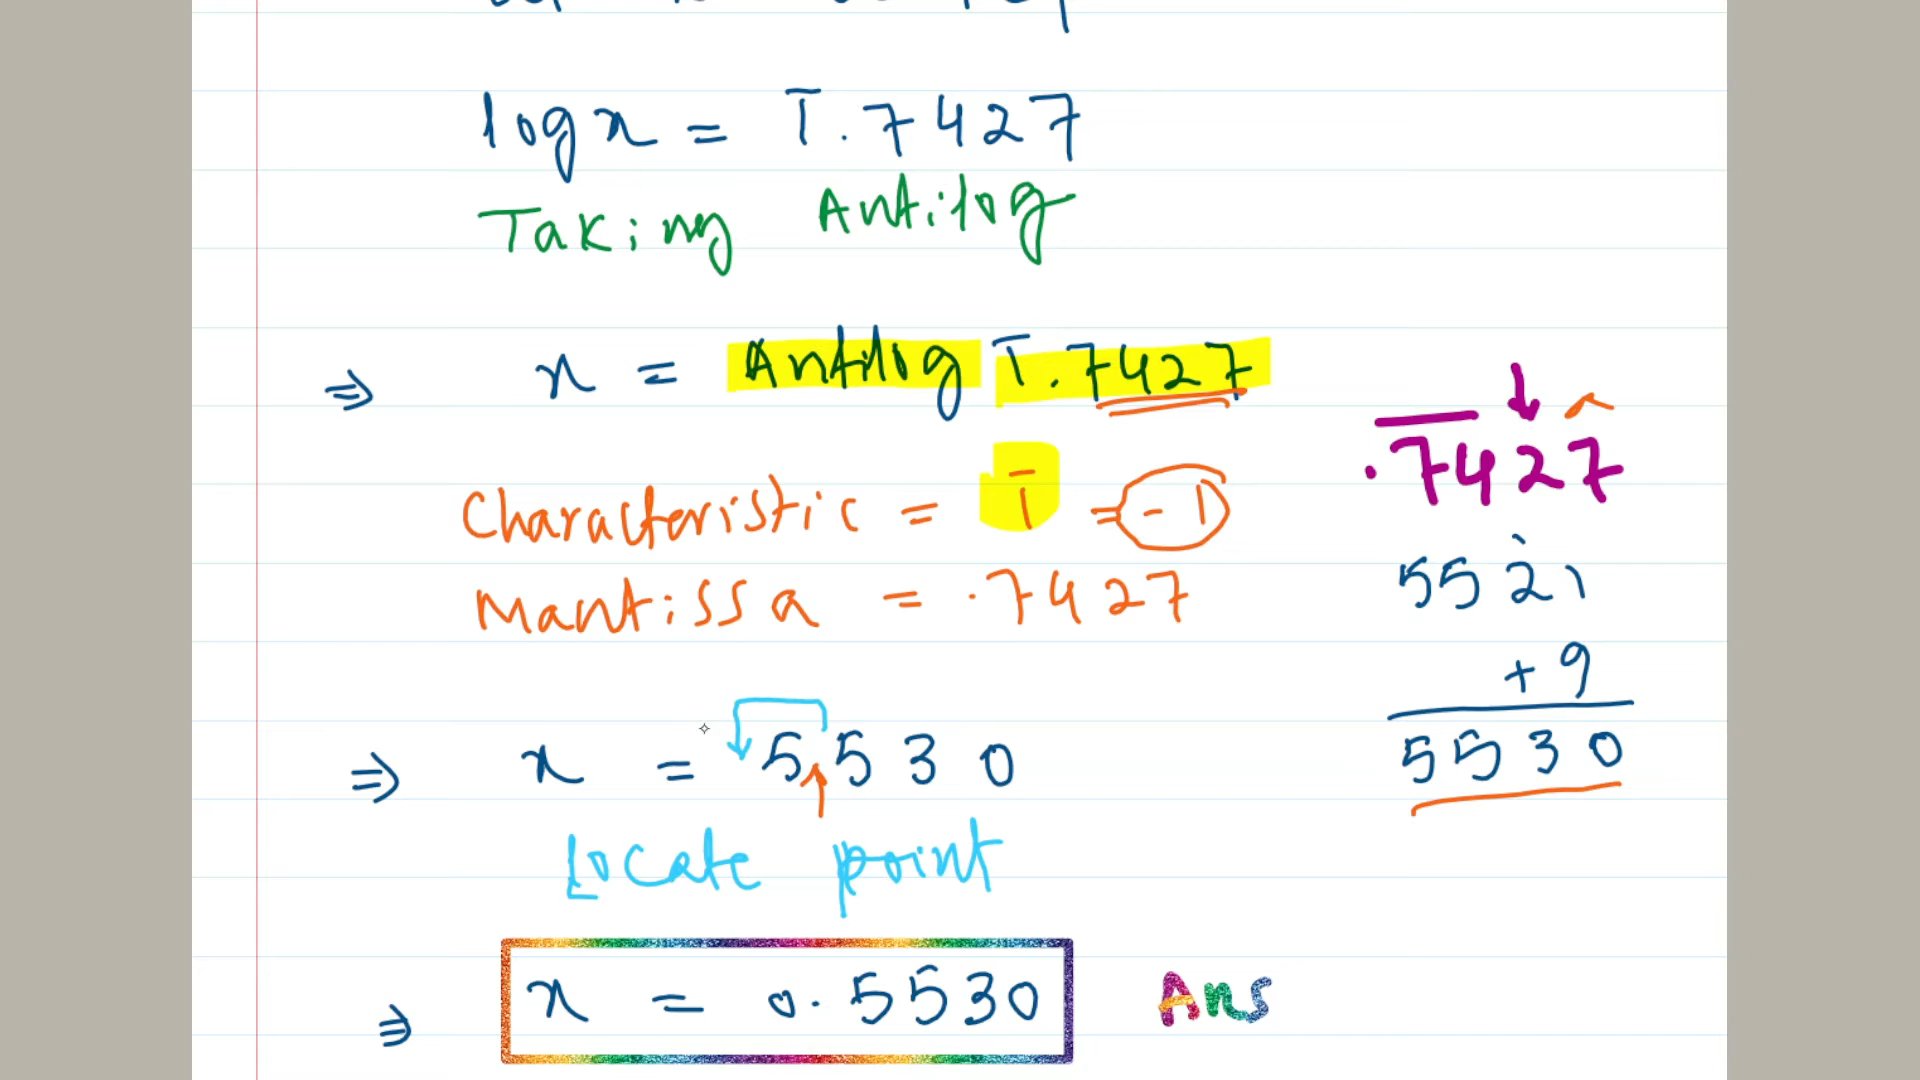 log x = 1̄.7427
Taking Antilog
⇒ x = Antilog 1̄.7427
.7427
Characteristic = 1̄ = -1
Mantissa = .7427
5521
+ 9
5530
⇒ x = 5530
Locate point
⇒ x = 0.5530 Ans